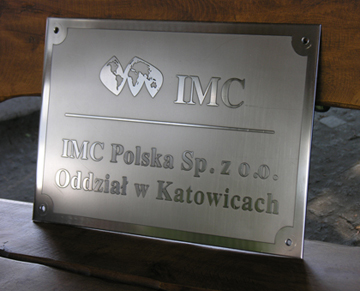 IMC
IMC Polska Sp. z o.o.
Oddział w Katowicach